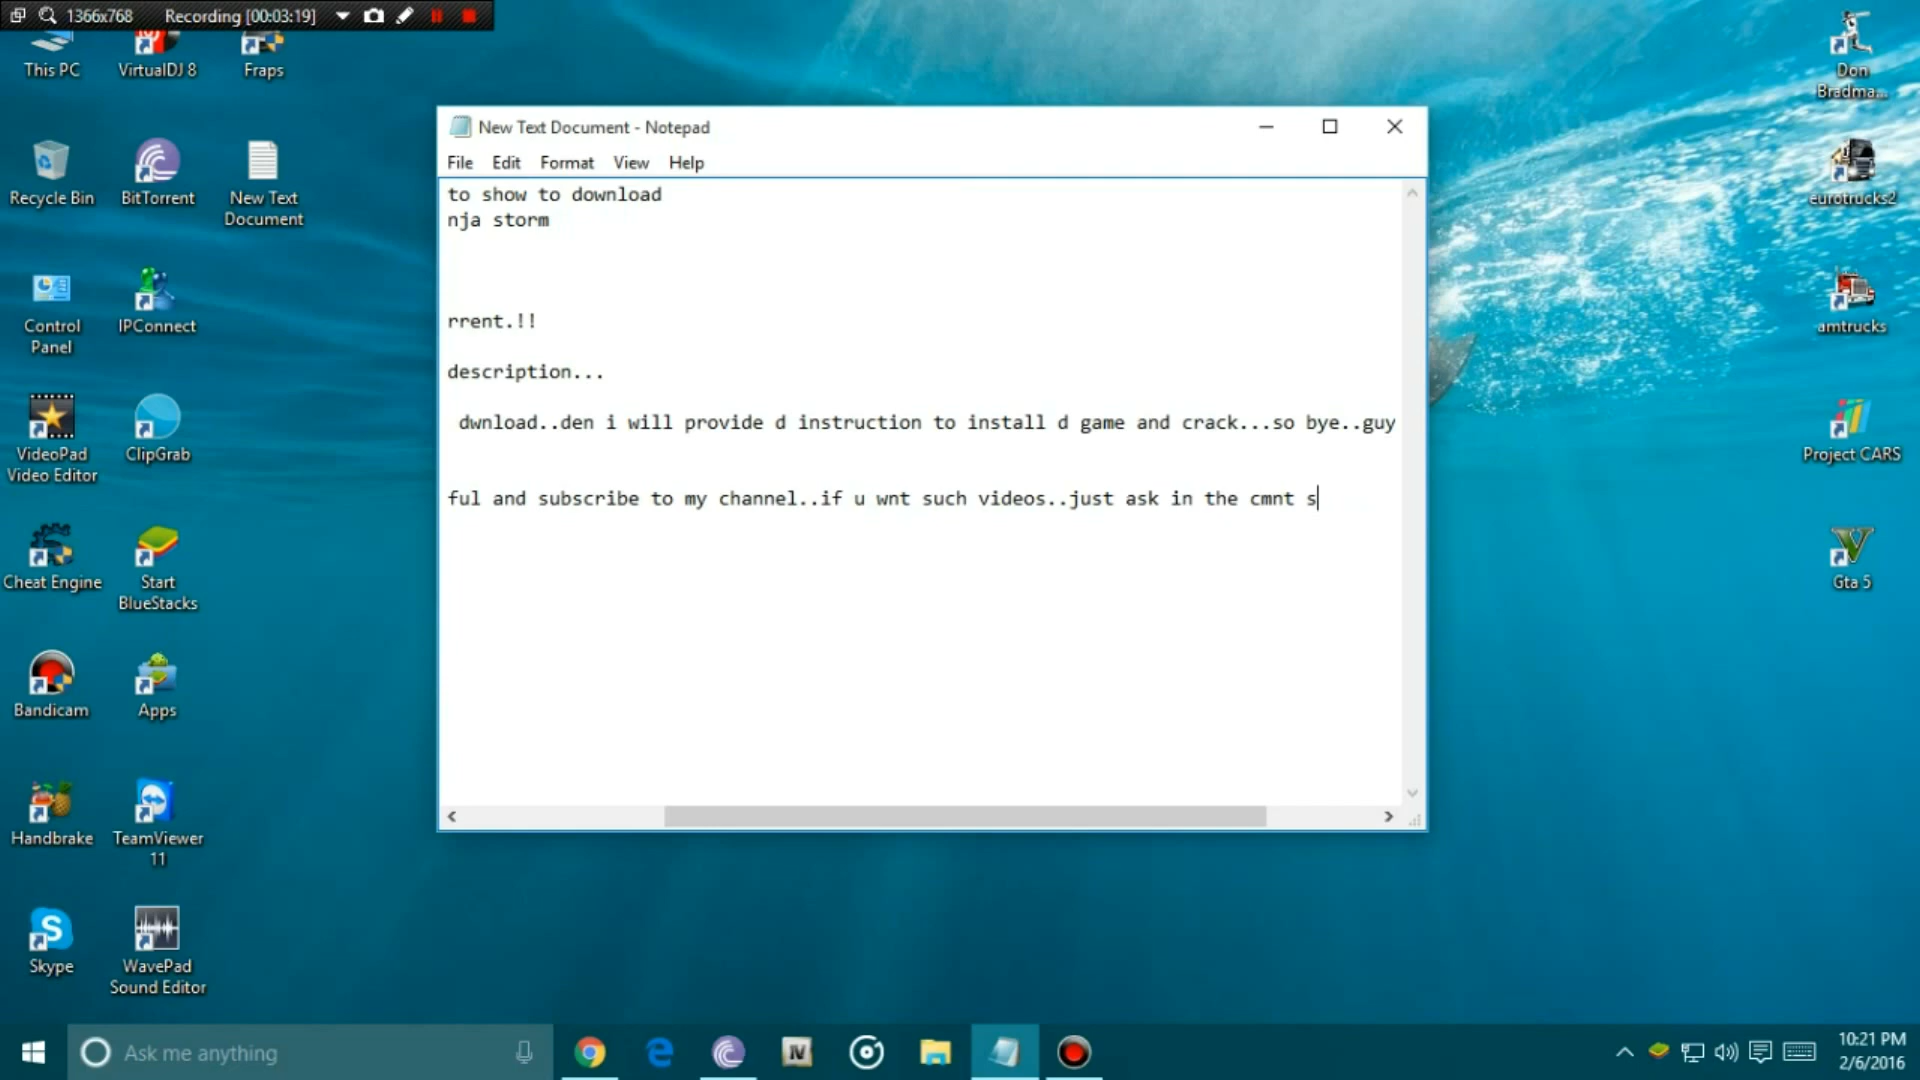 1366x768 Recording [00:03:19]
This PC
VirtualDJ 8
Fraps
Recycle Bin
BitTorrent
New Text
Document
Control
Panel
IPConnect
VideoPad
Video Editor
ClipGrab
Cheat Engine
Start
BlueStacks
Bandicam
Apps
Handbrake
TeamViewer
11
Skype
WavePad
Sound Editor
New Text Document - Notepad
File Edit Format View Help
to show to download
nja storm
rrent.!!
description...
dwnload..den i will provide d instruction to install d game and crack...so bye..guy
ful and subscribe to my channel..if u wnt such videos..just ask in the cmnt s
Don
Bradma...
eurotrucks2
amtrucks
Project CARS
Gta 5
Ask me anything
IV
10:21 PM
2/6/2016